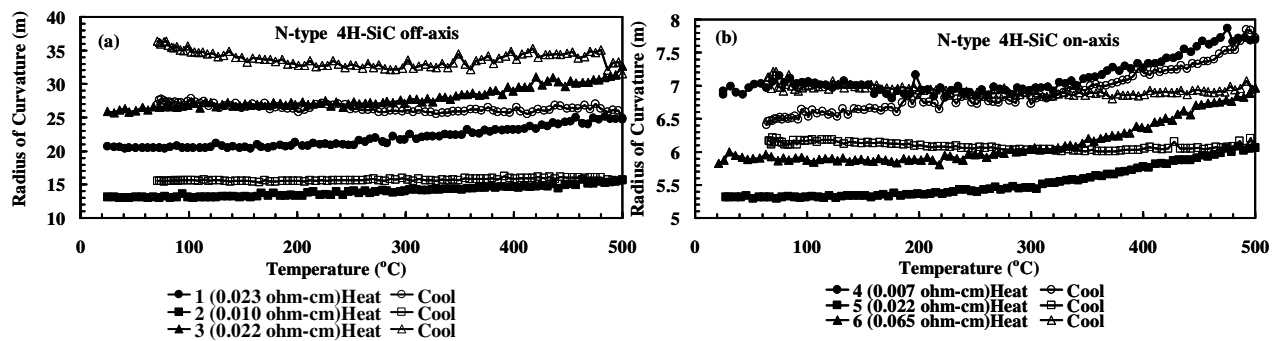 N-type 4H-SiC off-axis
(a)
Radius of Curvature (m)
40
35
30
25
20
15
10
0
100
200
300
400
500
Temperature (°C)
1 (0.023 ohm-cm)Heat
Cool
2 (0.010 ohm-cm)Heat
Cool
3 (0.022 ohm-cm)Heat
Cool
N-type 4H-SiC on-axis
(b)
Radius of Curvature (m)
8
7.5
7
6.5
6
5.5
5
0
100
200
300
400
500
Temperature (°C)
4 (0.007 ohm-cm)Heat
Cool
5 (0.022 ohm-cm)Heat
Cool
6 (0.065 ohm-cm)Heat
Cool